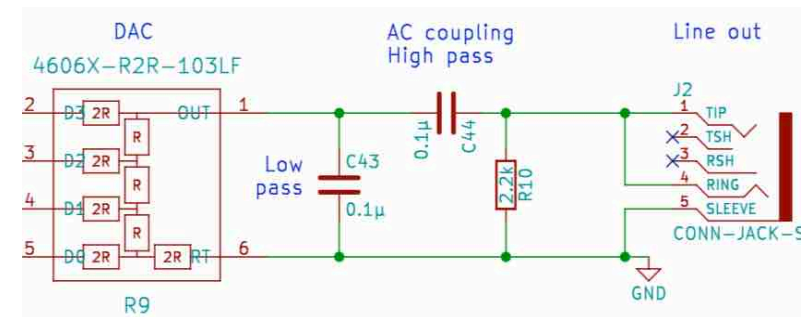 DAC
4606X-R2R-103LF
AC coupling
High pass
Line out
J2
2 D3 2R OUT 1
R
3 D2 2R
R
4 D1 2R
R
5 D0 2R 2R RT 6
R9
Low
pass
C43
0.1µ
0.1µ
C44
2.2k
R10
1 TIP
2 TSH
3 RSH
4 RING
5 SLEEVE
CONN-JACK-S
GND